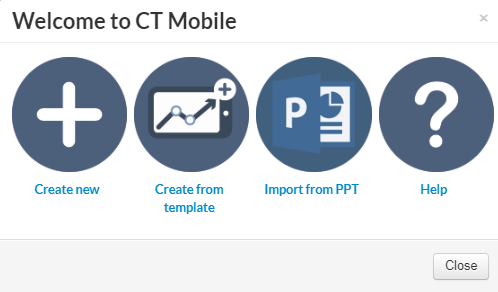 Welcome to CT Mobile
×
P
Create new
Create from
template
Import from PPT
Help
Close